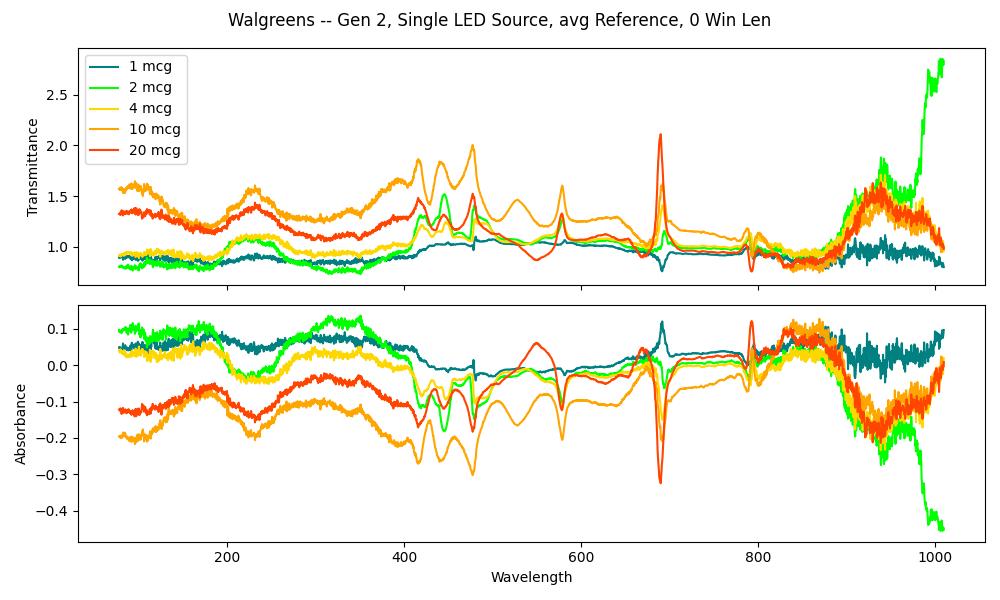 Walgreens -- Gen 2, Single LED Source, avg Reference, 0 Win Len
1 mcg
2 mcg
4 mcg
10 mcg
20 mcg
Transmittance
2.5
2.0
1.5
1.0
Absorbance
0.1
0.0
−0.1
−0.2
−0.3
−0.4
200
400
600
800
1000
Wavelength